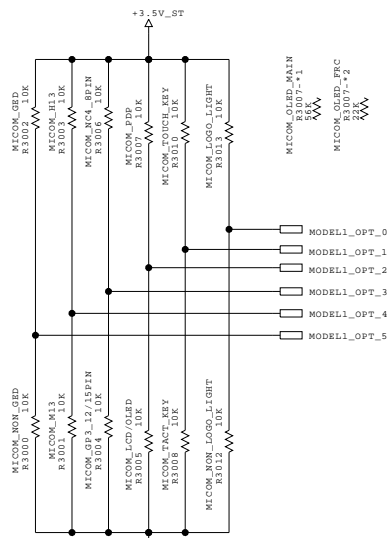 +3.5V_ST
MICOM_GED
R3002 10K
MICOM_H13
R3003 10K
MICOM_NC4_8PIN
R3006 10K
MICOM_PDP
R3007 10K
MICOM_TOUCH_KEY
R3010 10K
MICOM_LOGO_LIGHT
R3013 10K
MICOM_OLED_MAIN
R3007-*1
56K
MICOM_OLED_FRC
R3007-*2
22K
MODEL1_OPT_0
MODEL1_OPT_1
MODEL1_OPT_2
MODEL1_OPT_3
MODEL1_OPT_4
MODEL1_OPT_5
MICOM_NON_GED
R3000 10K
MICOM_M13
R3001 10K
MICOM_GP3_12/15PIN
R3004 10K
MICOM_LCD/OLED
R3005 10K
MICOM_TACT_KEY
R3008 10K
MICOM_NON_LOGO_LIGHT
R3012 10K